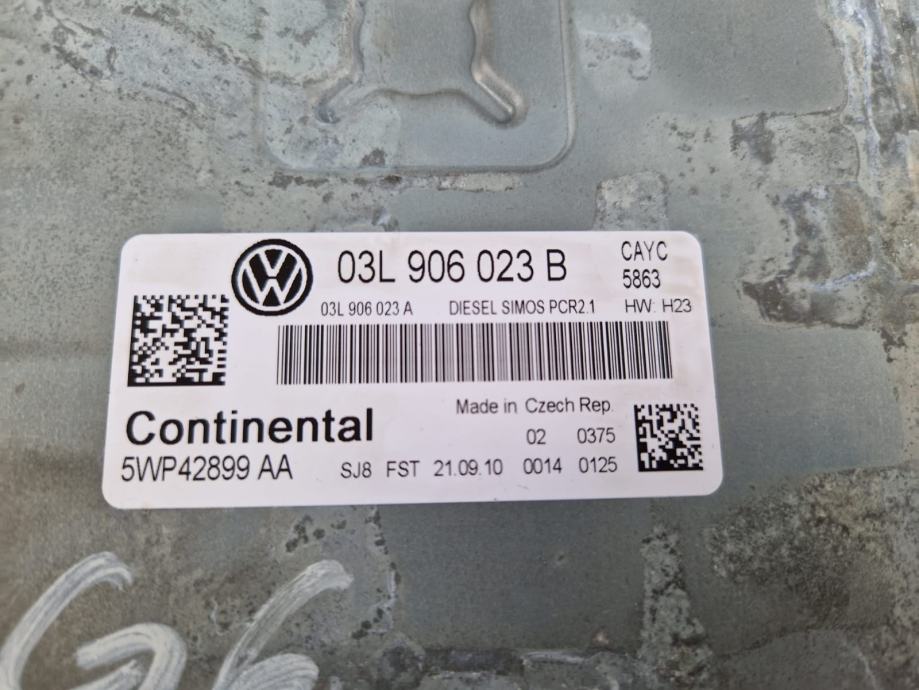 03L 906 023 B
CAYC
5863
03L 906 023 A DIESEL SIMOS PCR2.1 HW: H23
Made in Czech Rep.
Continental
02 0375
5WP42899 AA SJ8 FST 21.09.10 0014 0125
G6